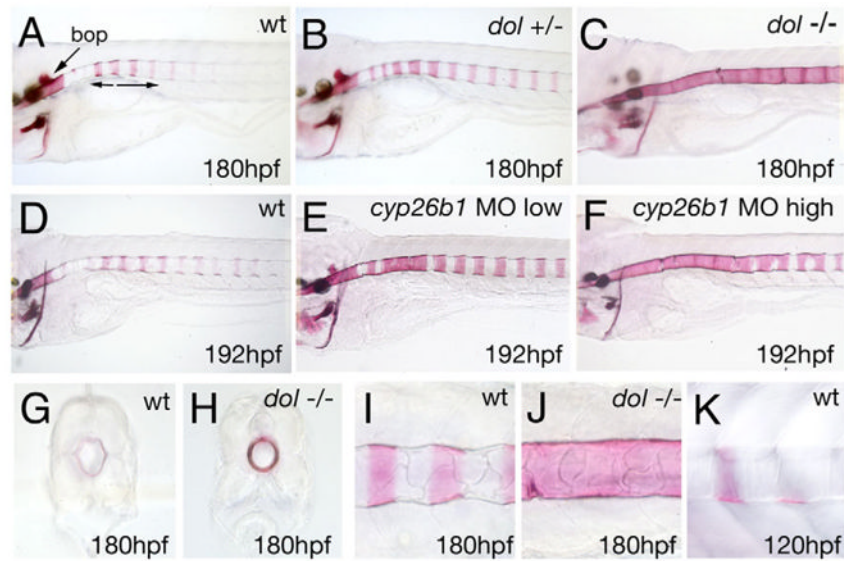 A
bop
wt
180hpf
B
dol +/-
180hpf
C
dol -/-
180hpf
D
wt
192hpf
E
cyp26b1 MO low
192hpf
F
cyp26b1 MO high
192hpf
G
wt
180hpf
H
dol -/-
180hpf
I
wt
180hpf
J
dol -/-
180hpf
K
wt
120hpf